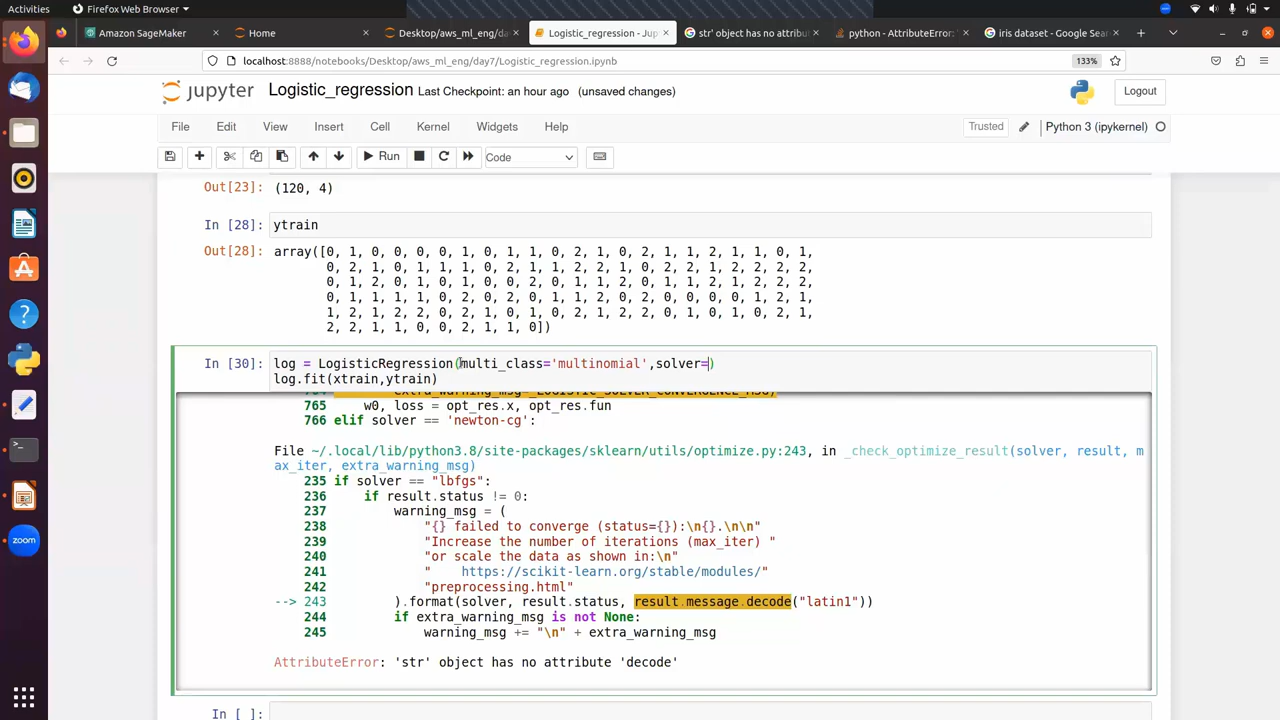 Activities
Firefox Web Browser
Amazon SageMaker
Home
Desktop/aws_ml_eng/da
Logistic_regression - Jup
str' object has no attribu
python - AttributeError:
iris dataset - Google Sear
localhost:8888/notebooks/Desktop/aws_ml_eng/day7/Logistic_regression.ipynb
133%
jupyter Logistic_regression Last Checkpoint: an hour ago (unsaved changes)
Logout
File Edit View Insert Cell Kernel Widgets Help
Trusted
Python 3 (ipykernel)
Run
Code
Out[23]: (120, 4)
In [28]: ytrain
Out[28]: array([0, 1, 0, 0, 0, 0, 1, 0, 1, 1, 0, 2, 1, 0, 2, 1, 1, 2, 1, 1, 0, 1,
0, 2, 1, 0, 1, 1, 1, 0, 2, 1, 1, 2, 2, 1, 0, 2, 2, 1, 2, 2, 2, 2,
0, 1, 2, 0, 1, 0, 1, 0, 0, 2, 0, 1, 1, 0, 1, 1, 2, 1, 2, 2, 2,
0, 1, 1, 1, 1, 0, 2, 0, 2, 0, 1, 1, 2, 0, 2, 0, 0, 0, 0, 1, 2, 1,
1, 2, 1, 2, 2, 0, 2, 1, 0, 1, 0, 2, 1, 2, 2, 0, 1, 0, 1, 0, 2, 1,
2, 2, 1, 1, 0, 0, 2, 1, 1, 0])
In [30]: log = LogisticRegression(multi_class='multinomial',solver=)
log.fit(xtrain,ytrain)
765 w0, loss = opt_res.x, opt_res.fun
766 elif solver == 'newton-cg':
File ~/.local/lib/python3.8/site-packages/sklearn/utils/optimize.py:243, in _check_optimize_result(solver, result, m
ax_iter, extra_warning_msg)
235 if solver == "lbfgs":
236 if result.status != 0:
237 warning_msg = (
238 "{} failed to converge (status={}):\n{}.\n\n"
239 "Increase the number of iterations (max_iter) "
240 "or scale the data as shown in:\n"
241 " https://scikit-learn.org/stable/modules/"
242 "preprocessing.html"
--> 243 ).format(solver, result.status, result.message.decode("latin1"))
244 if extra_warning_msg is not None:
245 warning_msg += "\n" + extra_warning_msg
AttributeError: 'str' object has no attribute 'decode'
In [ ]:
zoom